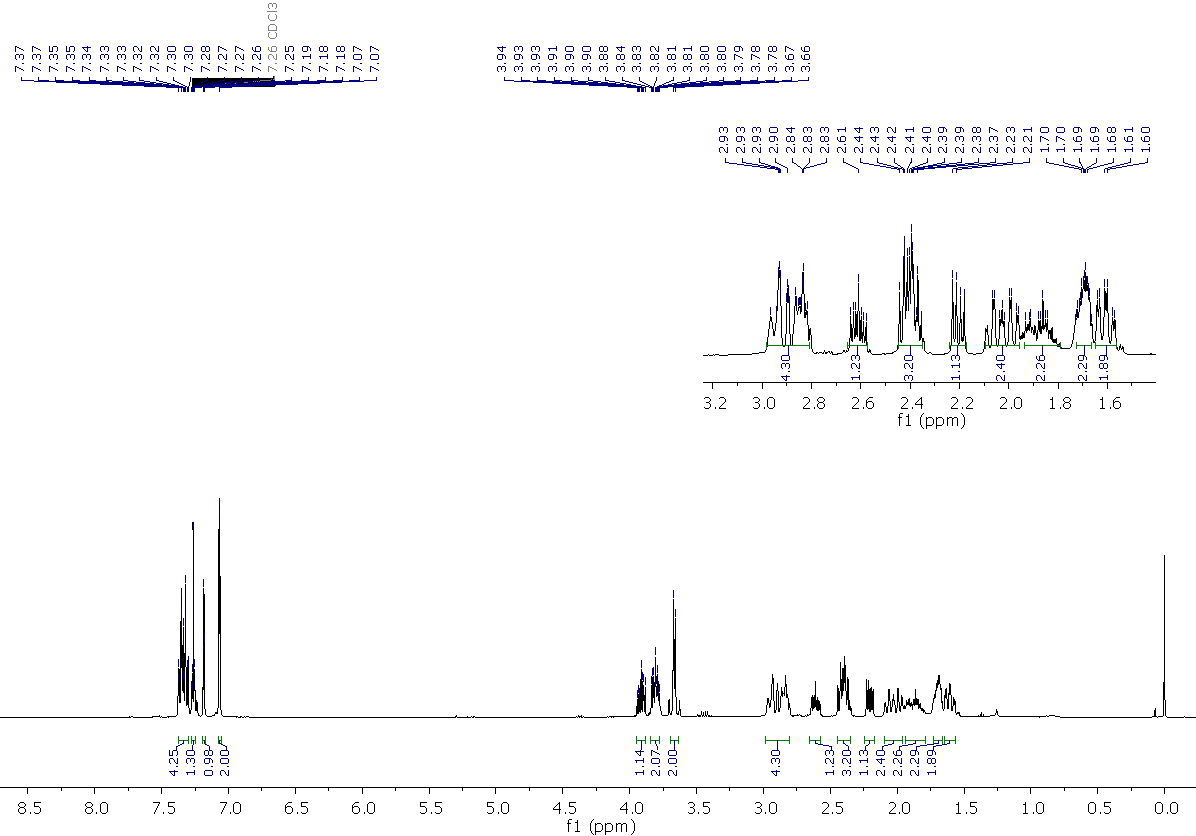 7.37 7.37 7.35 7.35 7.34 7.33 7.33 7.32 7.32 7.30 7.30 7.28 7.27 7.27 7.26 7.26 CDCl3 7.25 7.19 7.18 7.18 7.07 7.07
3.94 3.93 3.93 3.91 3.90 3.90 3.88 3.84 3.83 3.82 3.81 3.81 3.80 3.80 3.79 3.78 3.78 3.67 3.66
2.93 2.93 2.93 2.90 2.84 2.83 2.83 2.61 2.44 2.43 2.42 2.41 2.40 2.39 2.39 2.38 2.37 2.23 2.21 1.70 1.70 1.69 1.69 1.68 1.61 1.60
4.30 1.23 3.20 1.13 2.40 2.26 2.29 1.89
3.2 3.0 2.8 2.6 2.4 2.2 2.0 1.8 1.6
f1 (ppm)
4.25 1.30 0.98 2.00 1.14 2.07 2.00 4.30 1.23 3.20 1.13 2.40 2.26 2.29 1.89
8.5 8.0 7.5 7.0 6.5 6.0 5.5 5.0 4.5 4.0 3.5 3.0 2.5 2.0 1.5 1.0 0.5 0.0
f1 (ppm)